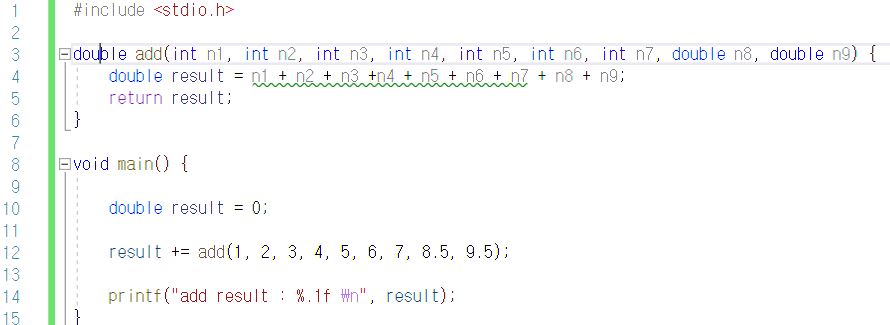 1 #include <stdio.h>
2
3 double add(int n1, int n2, int n3, int n4, int n5, int n6, int n7, double n8, double n9) {
4 double result = n1 + n2 + n3 +n4 + n5 + n6 + n7 + n8 + n9;
5 return result;
6 }
7
8 void main() {
9
10 double result = 0;
11
12 result += add(1, 2, 3, 4, 5, 6, 7, 8.5, 9.5);
13
14 printf("add result : %.1f ₩n", result);
15 }